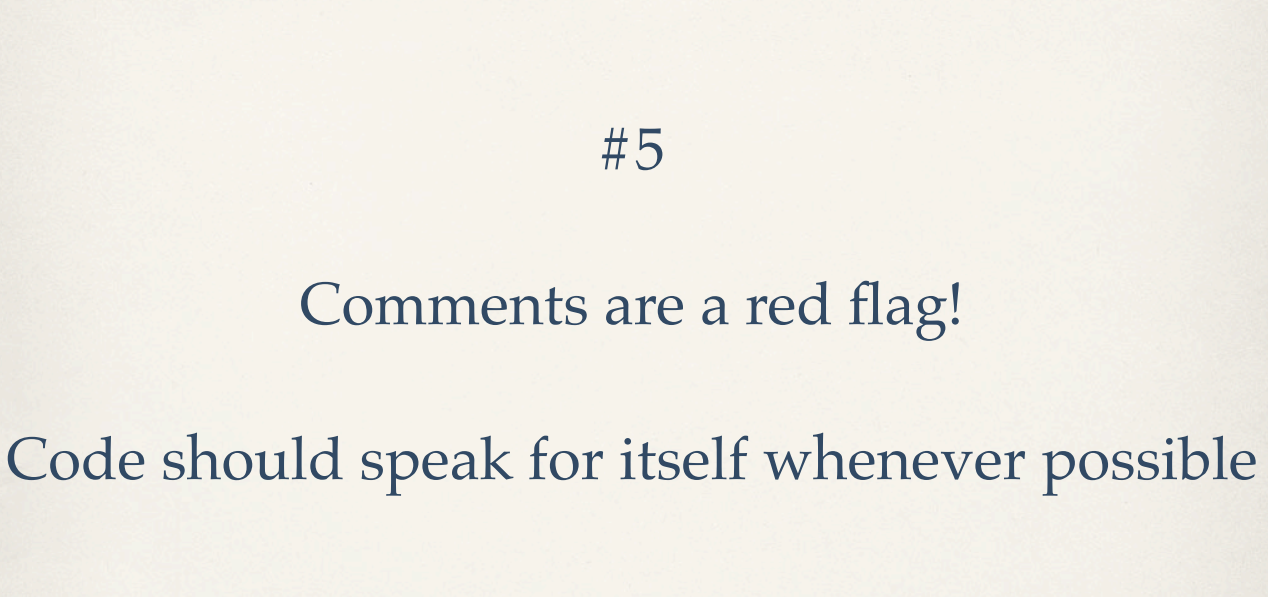 #5
Comments are a red flag!
Code should speak for itself whenever possible